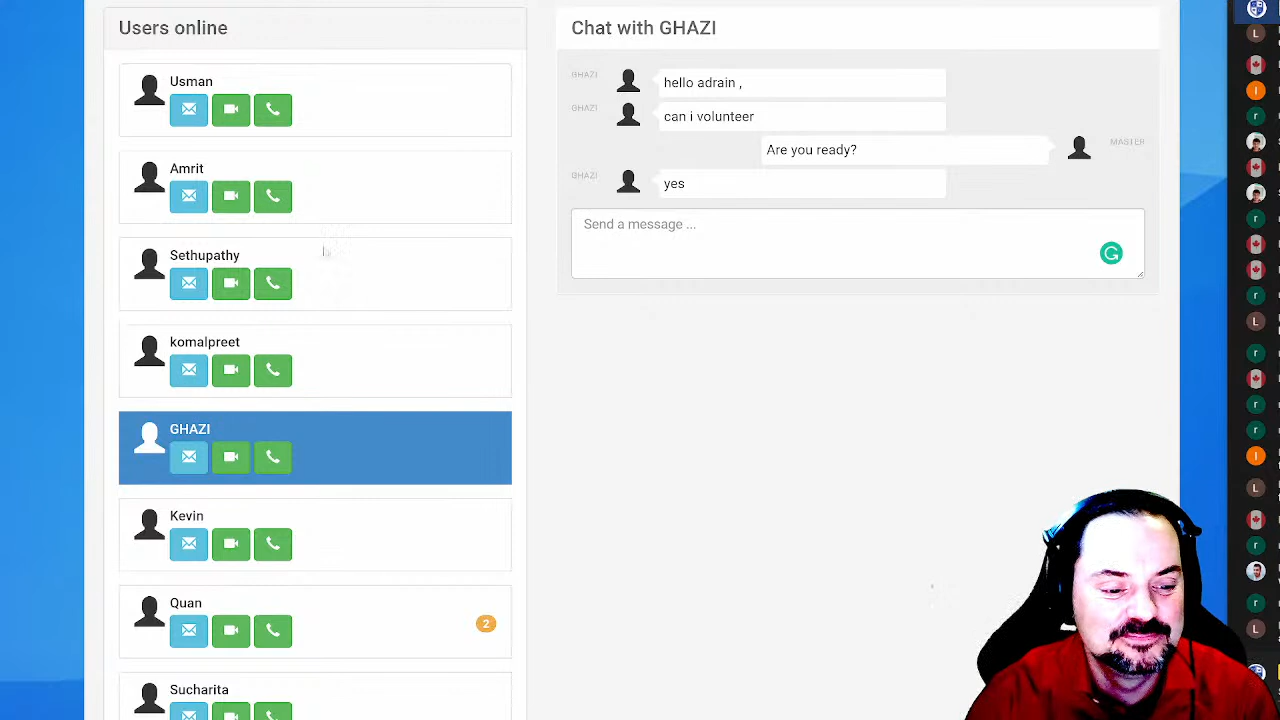 Users online
Usman
Amrit
Sethupathy
komalpreet
GHAZI
Kevin
Quan
2
Sucharita
Chat with GHAZI
GHAZI
hello adrain ,
GHAZI
can i volunteer
Are you ready?
MASTER
GHAZI
yes
Send a message ...
L
I
r
r
r
L
r
r
r
I
L
r
r
L